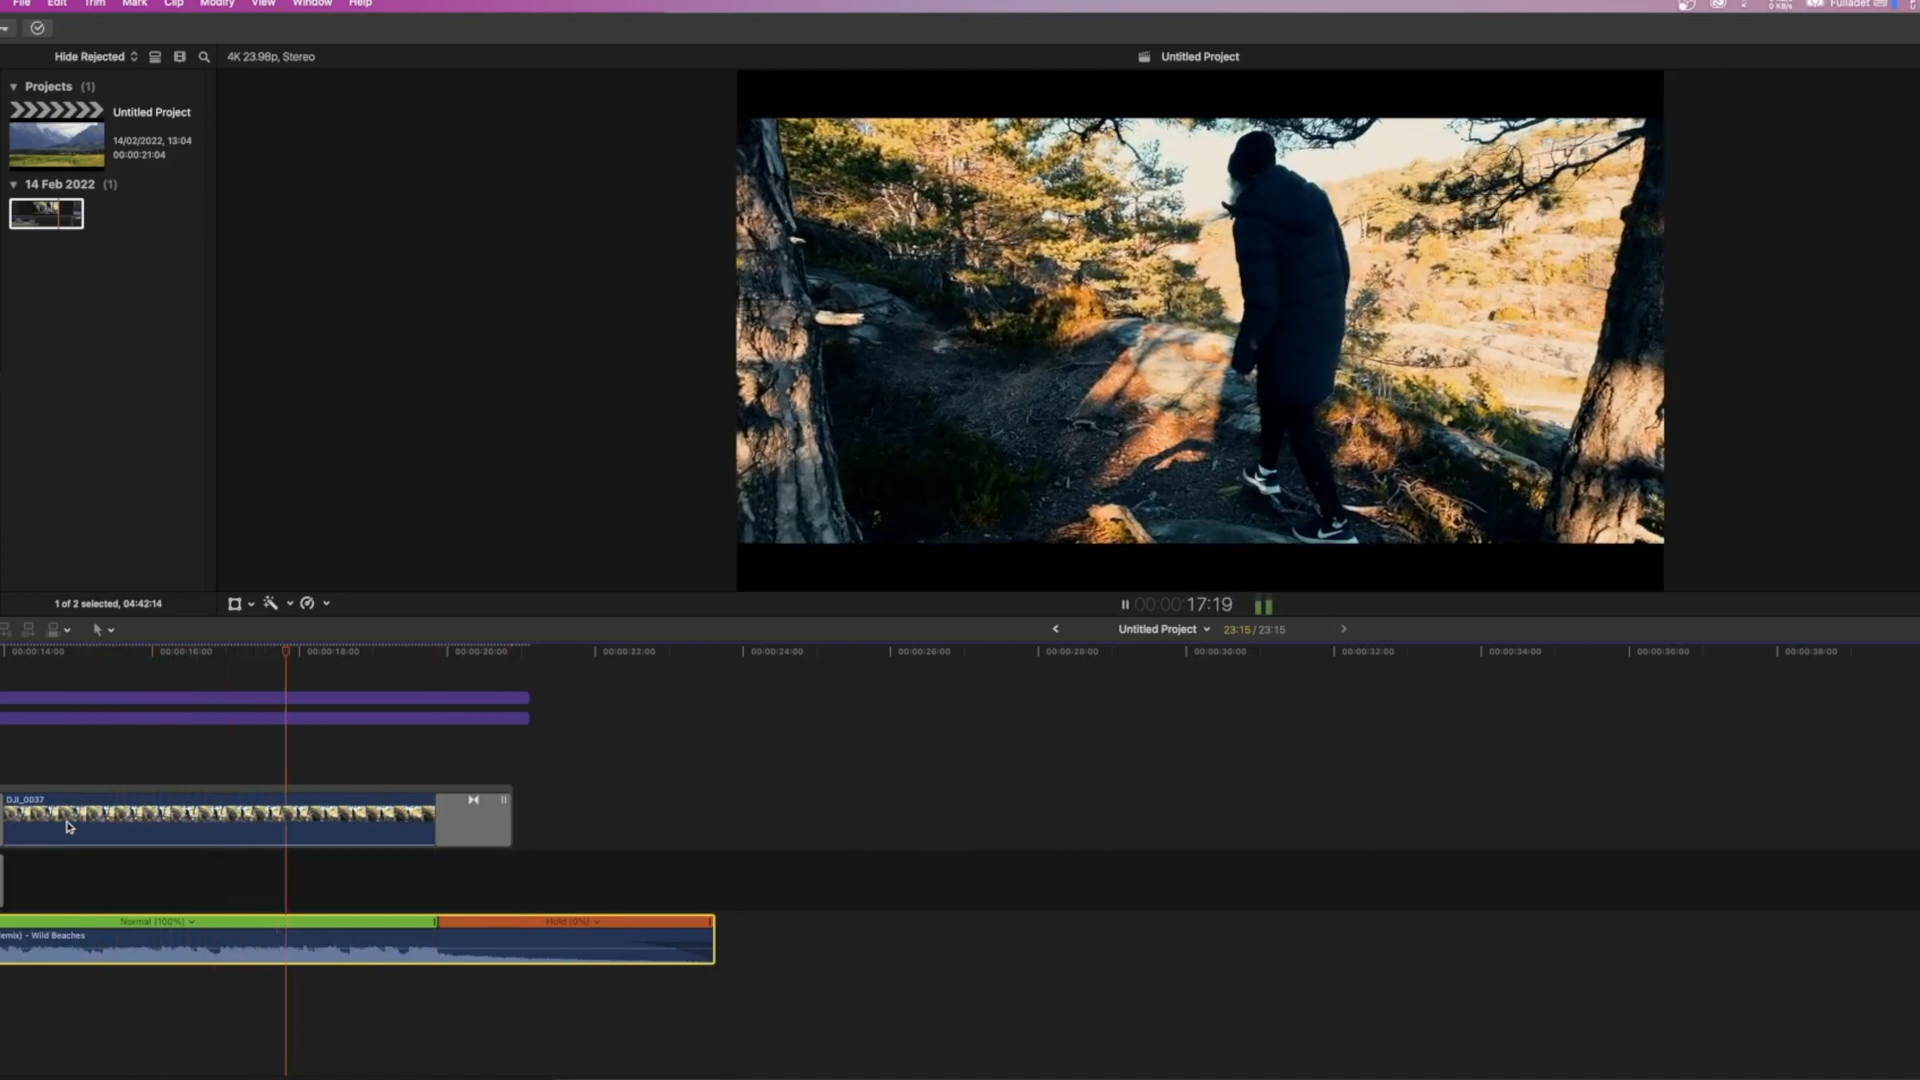 File Edit Trim Mark Clip Modify View Window Help
0 KB/s Fulladet
Hide Rejected 4K 23.98p, Stereo Untitled Project
Projects (1)
Untitled Project
14/02/2022, 13:04
00:00:21:04
14 Feb 2022 (1)
1 of 2 selected, 04:42:14 00:00:17:19
Untitled Project 23:15 / 23:15
00:00:14:00 00:00:16:00 00:00:18:00 00:00:20:00 00:00:22:00 00:00:24:00 00:00:26:00 00:00:28:00 00:00:30:00 00:00:32:00 00:00:34:00 00:00:36:00 00:00:38:00
DJI_0037
Normal (100%) Hold (0%)
emix) - Wild Beaches